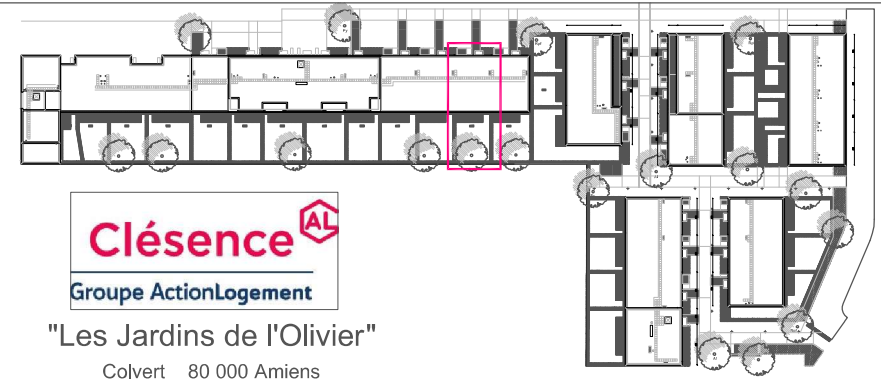 Clésence AL
Groupe ActionLogement
"Les Jardins de l'Olivier"
Colvert 80 000 Amiens